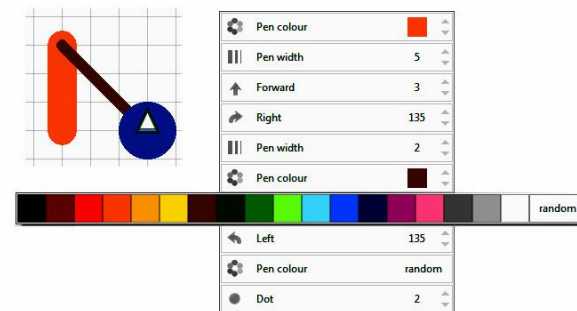 Pen colour
Pen width 5
Forward 3
Right 135
Pen width 2
Pen colour
random
Left 135
Pen colour random
Dot 2